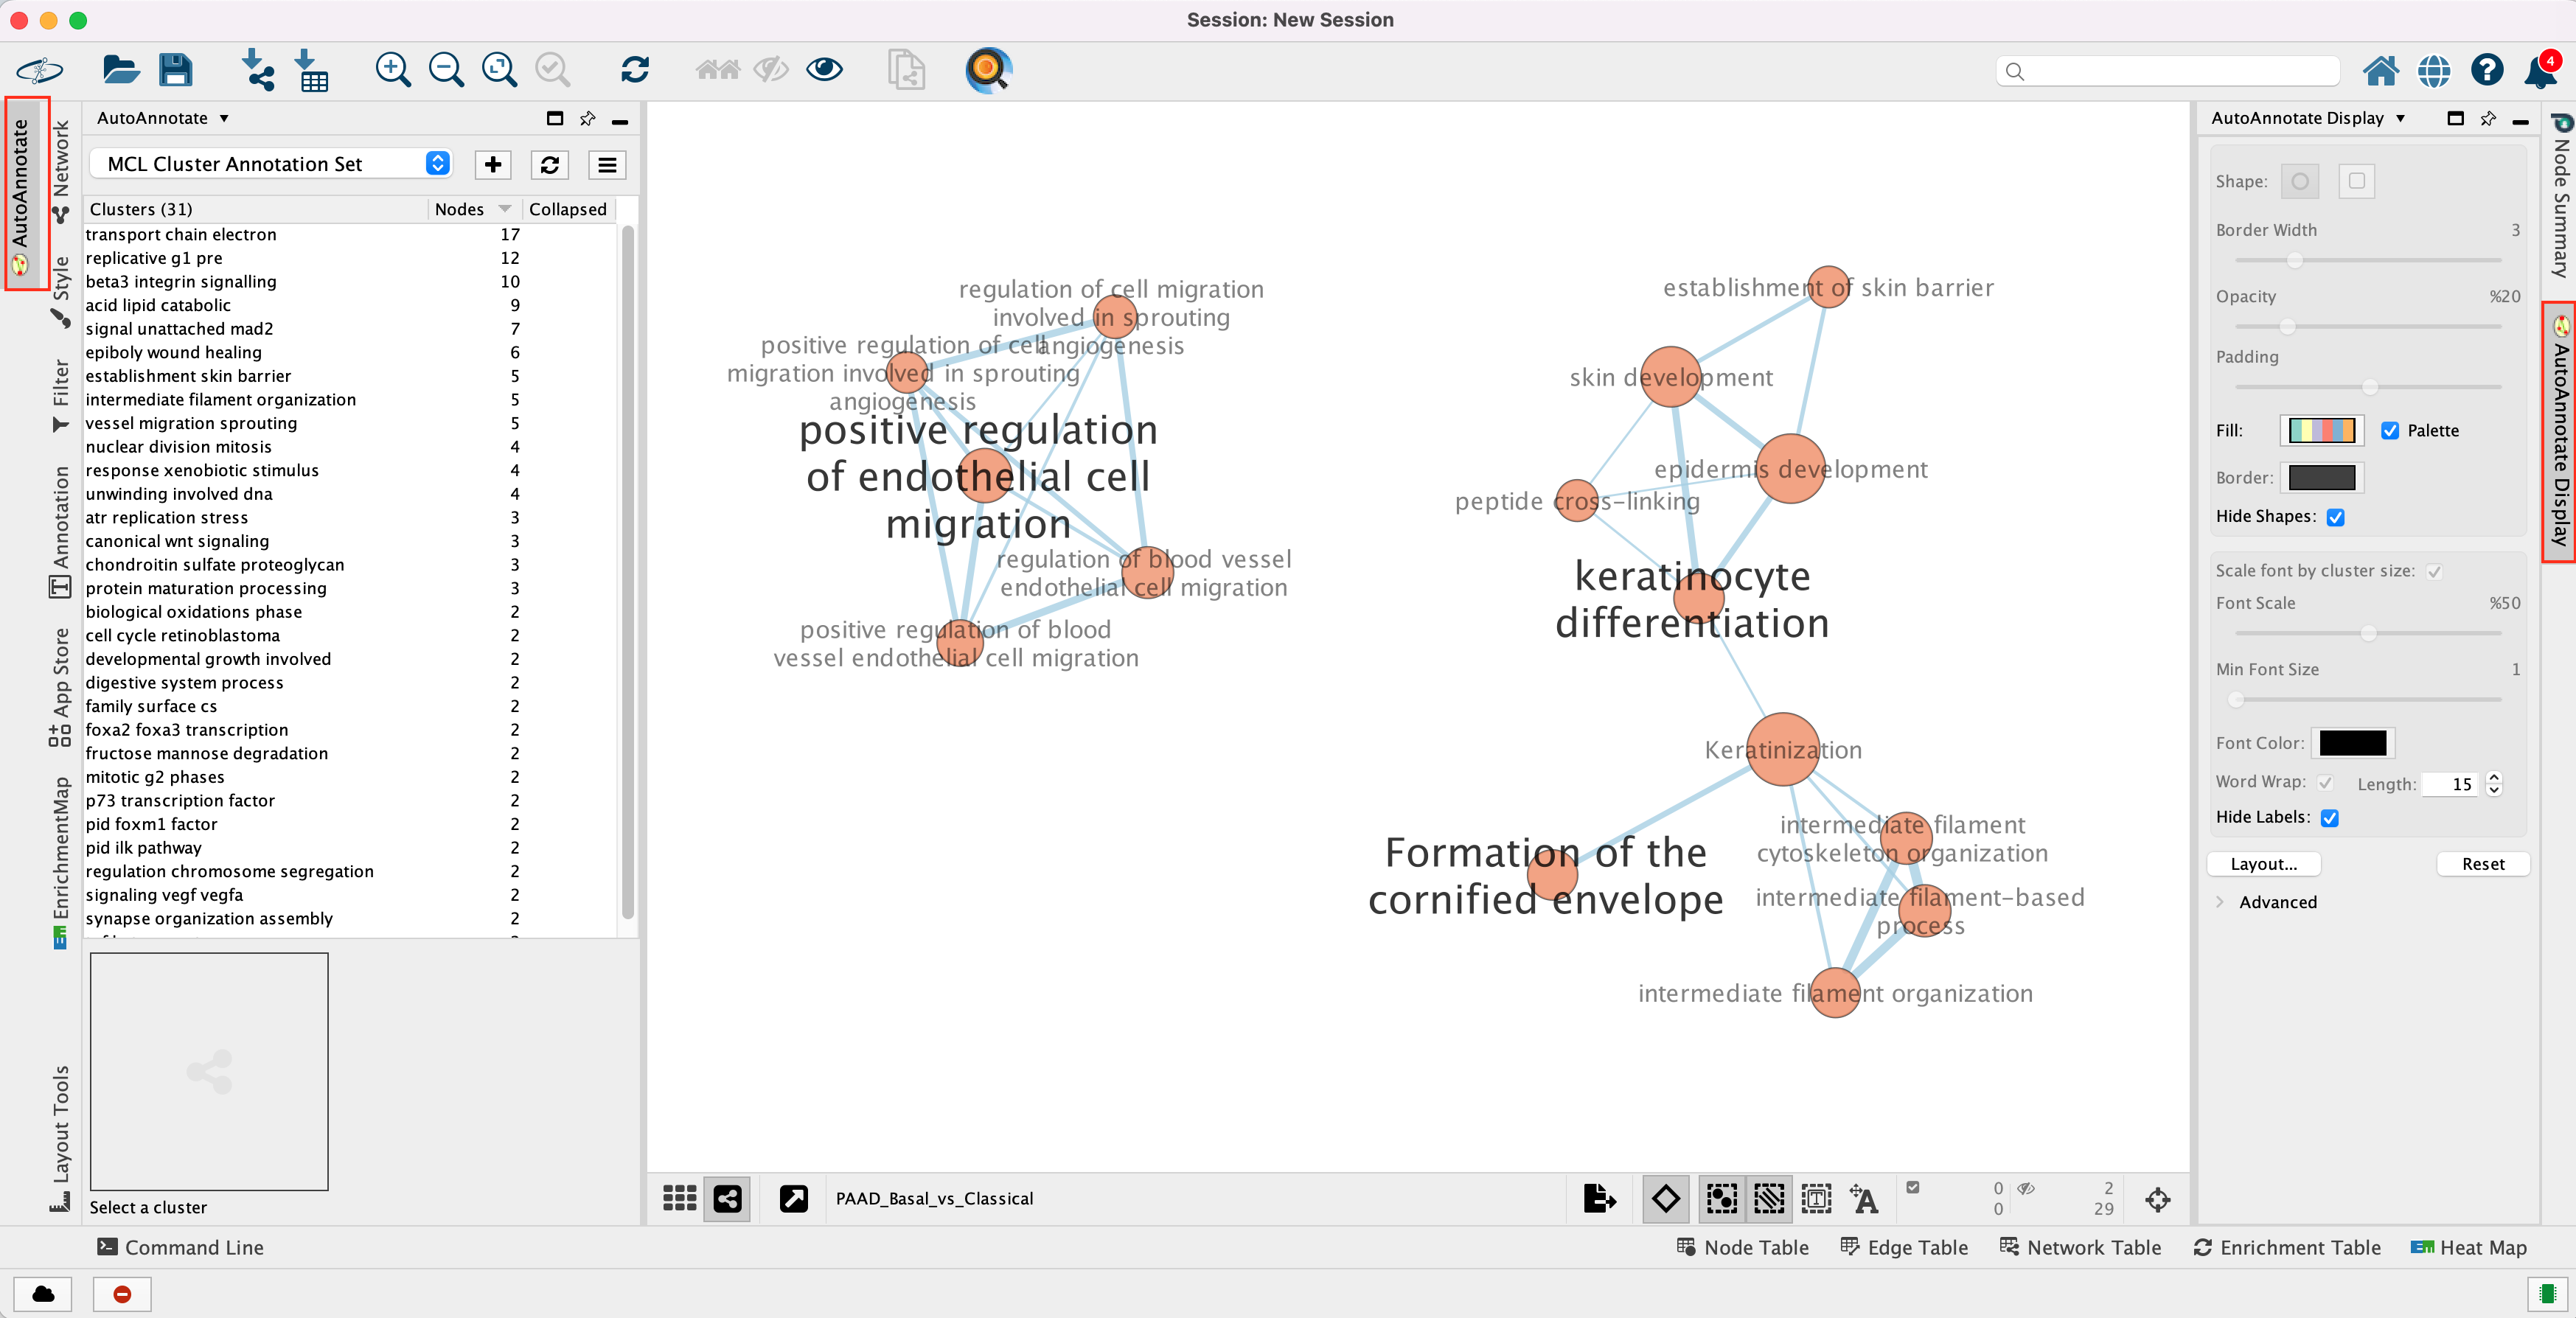 Session: New Session
4
AutoAnnotate
Network
Style
Filter
Annotation
App Store
EnrichmentMap
Layout Tools
AutoAnnotate
MCL Cluster Annotation Set
Clusters (31) Nodes Collapsed
transport chain electron 17
replicative g1 pre 12
beta3 integrin signalling 10
acid lipid catabolic 9
signal unattached mad2 7
epiboly wound healing 6
establishment skin barrier 5
intermediate filament organization 5
vessel migration sprouting 5
nuclear division mitosis 4
response xenobiotic stimulus 4
unwinding involved dna 4
atr replication stress 3
canonical wnt signaling 3
chondroitin sulfate proteoglycan 3
protein maturation processing 3
biological oxidations phase 2
cell cycle retinoblastoma 2
developmental growth involved 2
digestive system process 2
family surface cs 2
foxa2 foxa3 transcription 2
fructose mannose degradation 2
mitotic g2 phases 2
p73 transcription factor 2
pid foxm1 factor 2
pid ilk pathway 2
regulation chromosome segregation 2
signaling vegf vegfa 2
synapse organization assembly 2
Select a cluster
regulation of cell migration
involved in sprouting
angiogenesis
positive regulation of cell
migration involved in sprouting
angiogenesis
positive regulation
of endothelial cell
migration
regulation of blood vessel
endothelial cell migration
positive regulation of blood
vessel endothelial cell migration
establishment of skin barrier
skin development
epidermis development
peptide cross-linking
keratinocyte
differentiation
Keratinization
Formation of the
cornified envelope
intermediate filament
cytoskeleton organization
intermediate filament-based
process
intermediate filament organization
PAAD_Basal_vs_Classical
0 2
0 29
AutoAnnotate Display
Shape:
Border Width 3
Opacity %20
Padding
Fill: Palette
Border:
Hide Shapes:
Scale font by cluster size:
Font Scale %50
Min Font Size 1
Font Color:
Word Wrap: Length: 15
Hide Labels:
Layout... Reset
Advanced
Node Summary
AutoAnnotate Display
Command Line
Node Table Edge Table Network Table Enrichment Table Heat Map